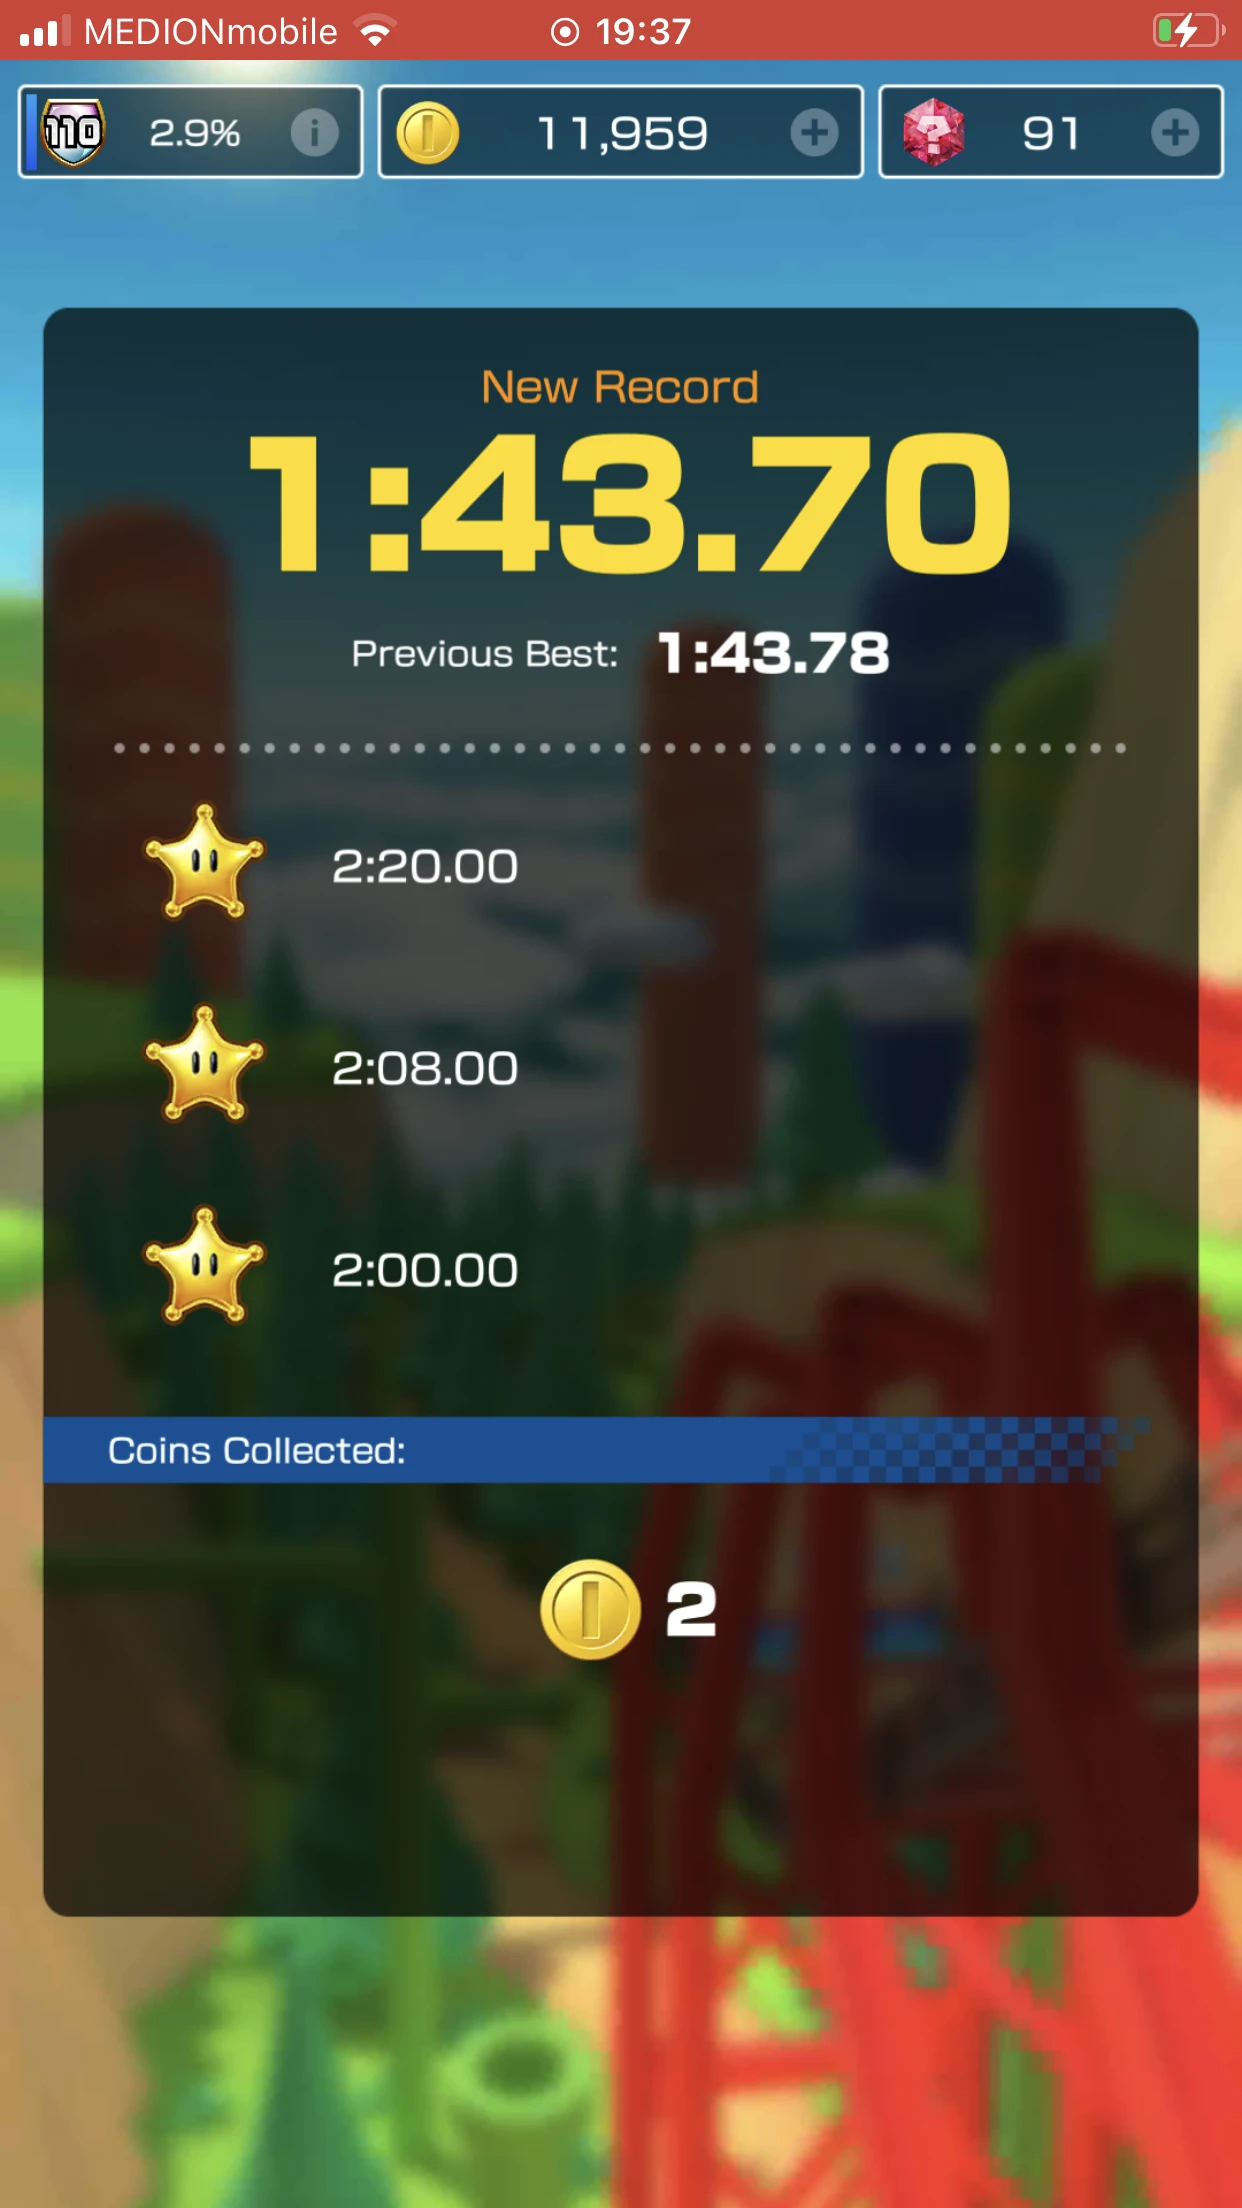 MEDIONmobile 19:37
110 2.9% i 11,959 + ? 91 +
New Record
1:43.70
Previous Best: 1:43.78
2:20.00
2:08.00
2:00.00
Coins Collected:
2